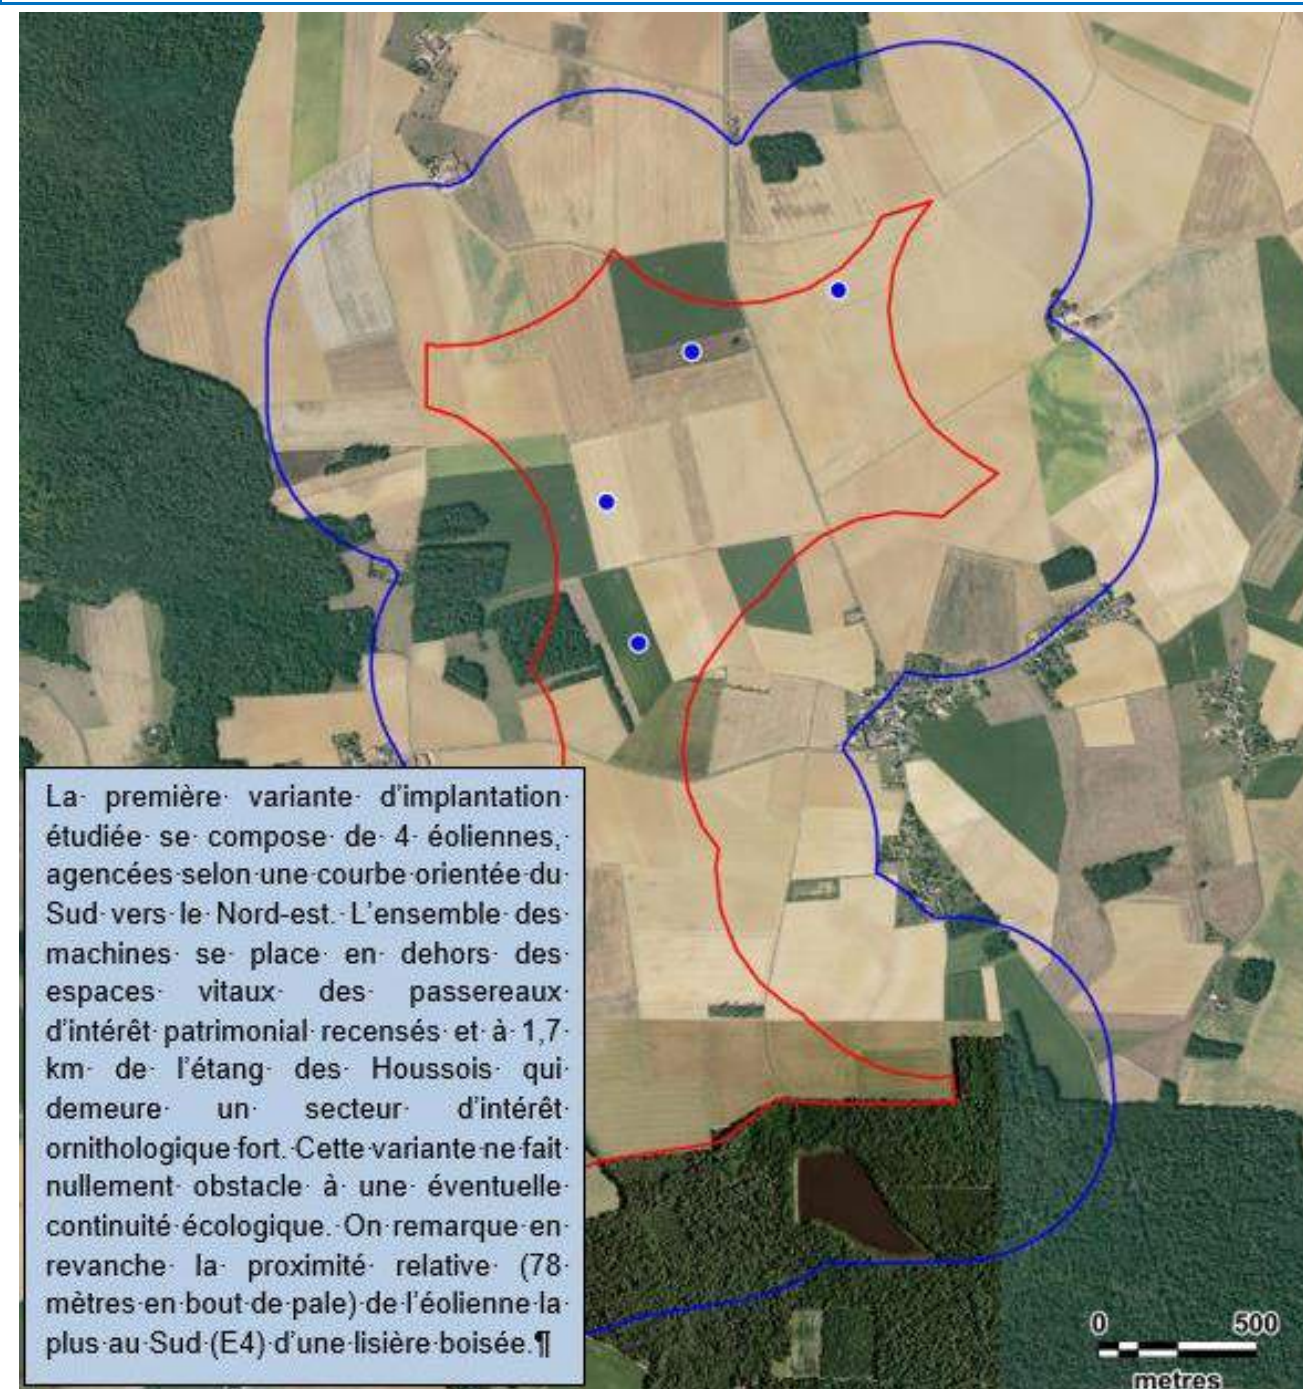 La première variante d'implantation
étudiée se compose de 4 éoliennes,
agencées selon une courbe orientée du
Sud vers le Nord-est. L'ensemble des
machines se place en dehors des
espaces vitaux des passereaux
d'intérêt patrimonial recensés et à 1,7
km de l'étang des Houssois qui
demeure un secteur d'intérêt
ornithologique fort. Cette variante ne fait
nullement obstacle à une éventuelle
continuité écologique. On remarque en
revanche la proximité relative (78
mètres en bout de pale) de l'éolienne la
plus au Sud (E4) d'une lisière boisée.¶
0 500
metres